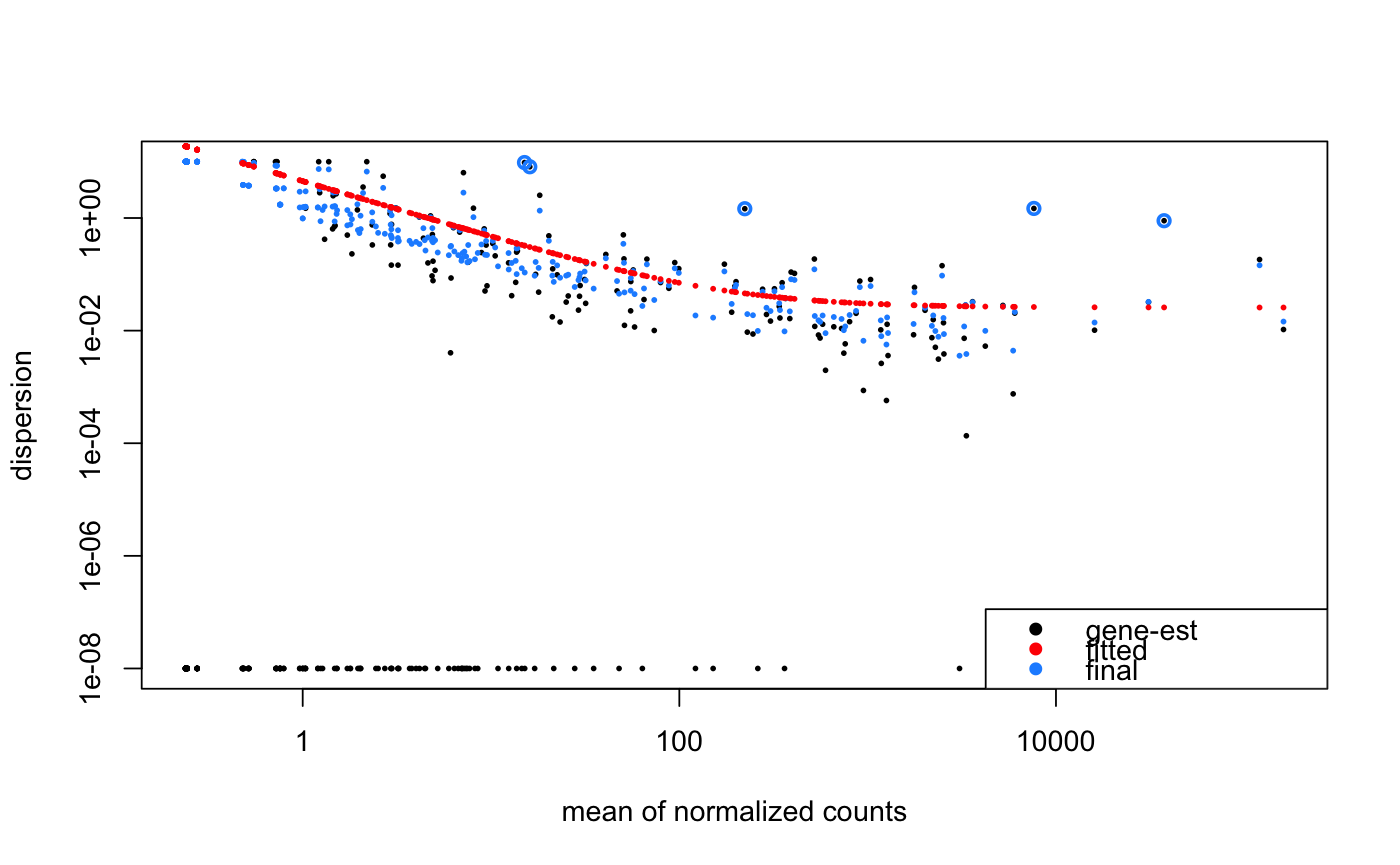 dispersion
1e+00
1e-02
1e-04
1e-06
1e-08
gene-est
fitted
final
1
100
10000
mean of normalized counts